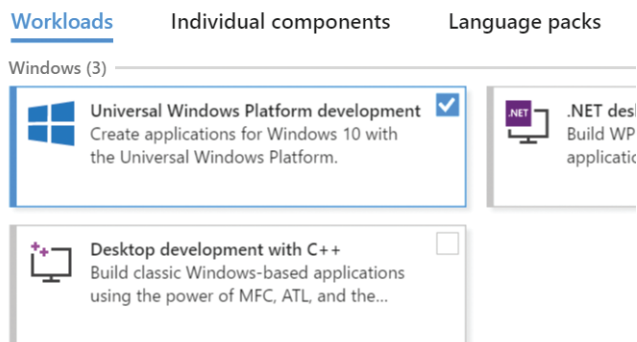 Workloads Individual components Language packs
Windows (3)
Universal Windows Platform development
Create applications for Windows 10 with
the Universal Windows Platform.
.NET
.NET des
Build WP
applicatio
Desktop development with C++
Build classic Windows-based applications
using the power of MFC, ATL, and the...